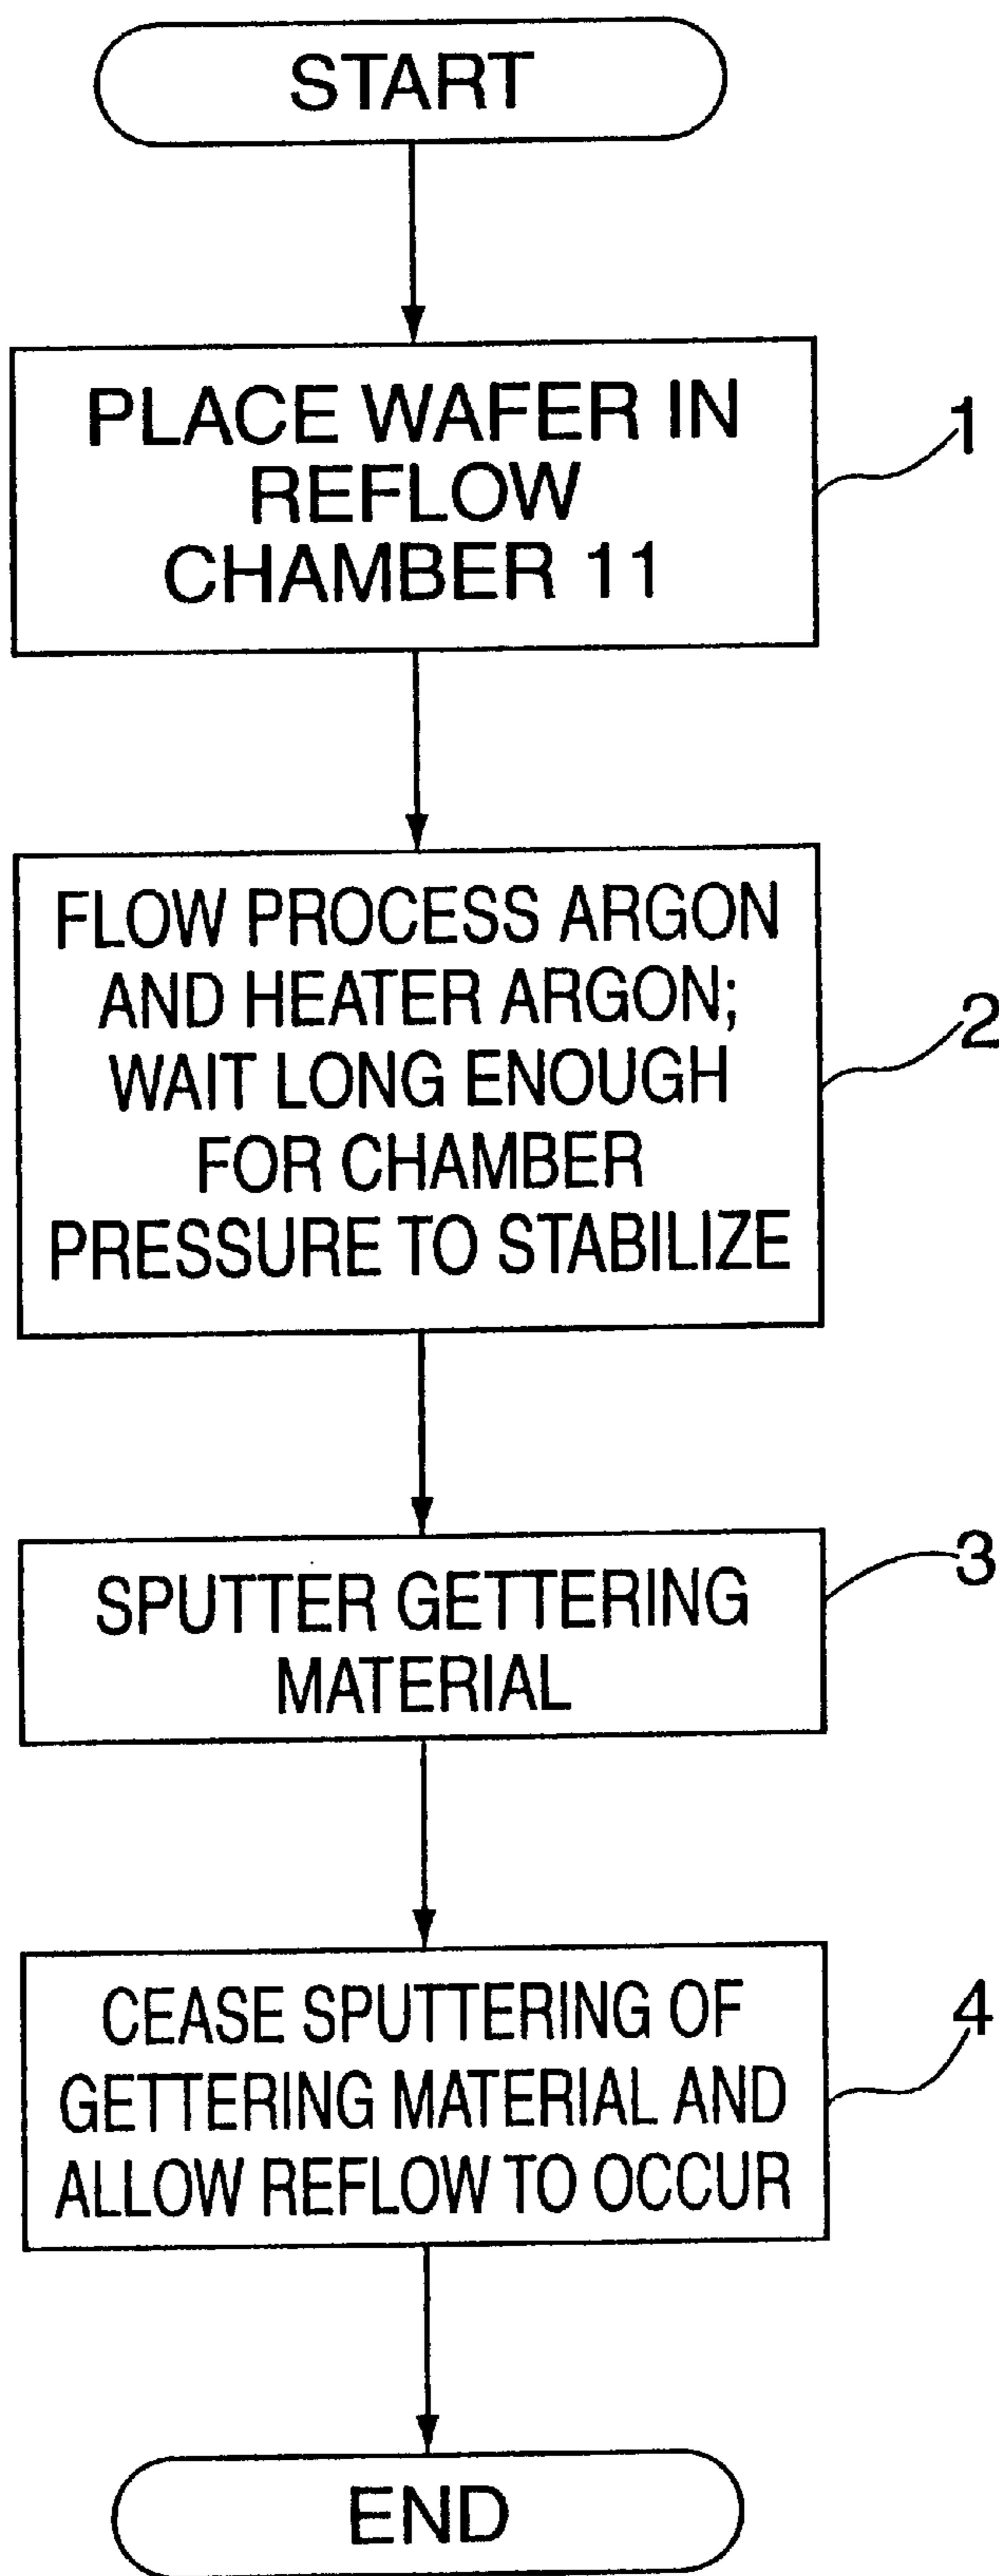 START
PLACE WAFER IN
REFLOW
CHAMBER 11
1
FLOW PROCESS ARGON
AND HEATER ARGON;
WAIT LONG ENOUGH
FOR CHAMBER
PRESSURE TO STABILIZE
2
SPUTTER GETTERING
MATERIAL
3
CEASE SPUTTERING OF
GETTERING MATERIAL AND
ALLOW REFLOW TO OCCUR
4
END